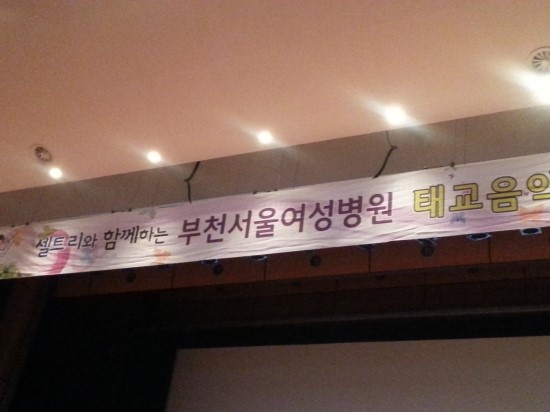 셀트리와 함께하는 부천서울여성병원 태교음악